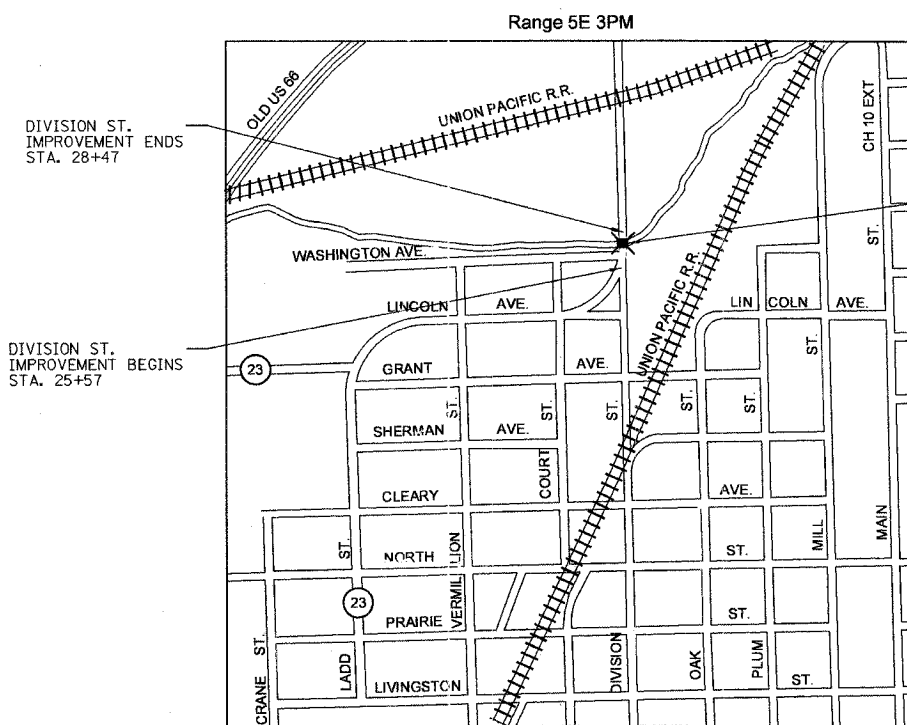 Range 5E 3PM
OLD US 66
UNION PACIFIC R.R.
CH 10 EXT
DIVISION ST.
IMPROVEMENT ENDS
STA. 28+47
ST.
WASHINGTON AVE.
UNION PACIFIC R.R.
LINCOLN AVE.
LIN COLN AVE.
DIVISION ST.
IMPROVEMENT BEGINS
STA. 25+57
23
GRANT AVE.
ST.
ST.
ST.
ST.
ST.
ST.
SHERMAN AVE.
COURT
CLEARY AVE.
MILL
MAIN
ST.
NORTH ST.
VERMILLION
23
PRAIRIE ST.
CRANE ST.
LADD
LIVINGSTON ST.
DIVISION
OAK
PLUM